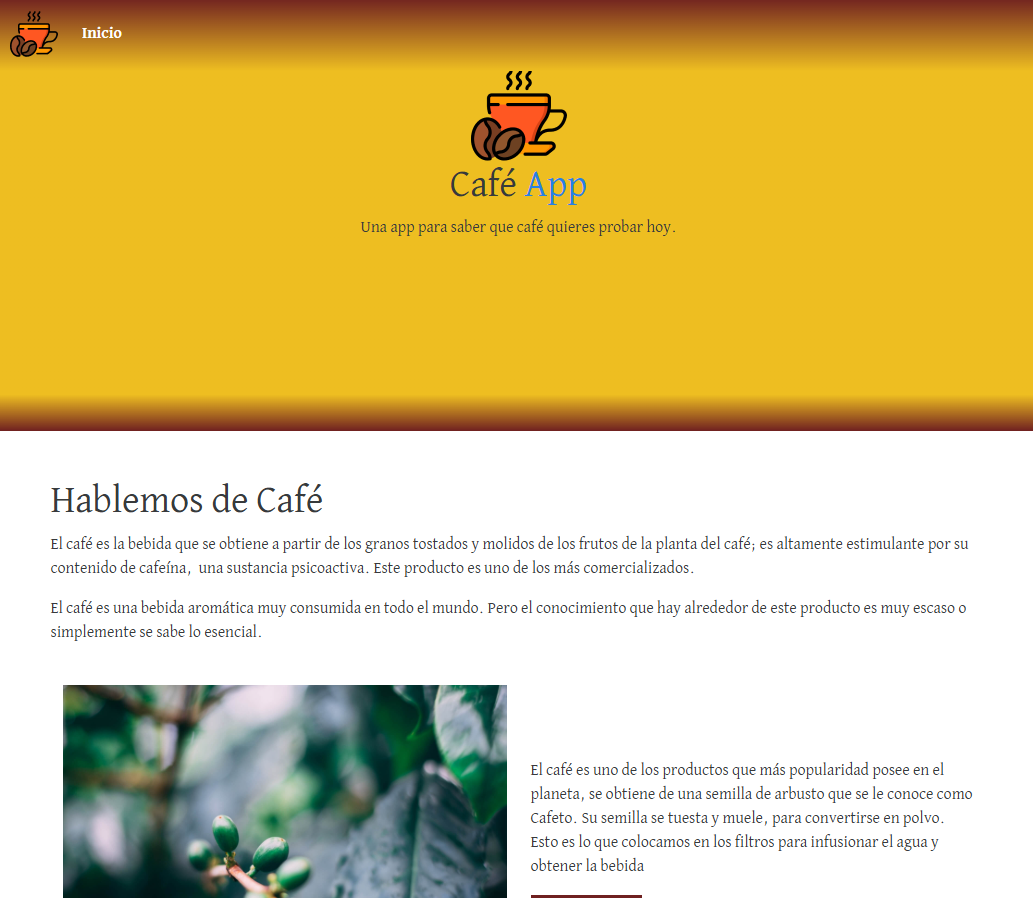 Inicio
Café App
Una app para saber que café quieres probar hoy.
Hablemos de Café
El café es la bebida que se obtiene a partir de los granos tostados y molidos de los frutos de la planta del café; es altamente estimulante por su
contenido de cafeína, una sustancia psicoactiva. Este producto es uno de los más comercializados.
El café es una bebida aromática muy consumida en todo el mundo. Pero el conocimiento que hay alrededor de este producto es muy escaso o
simplemente se sabe lo esencial.
El café es uno de los productos que más popularidad posee en el
planeta, se obtiene de una semilla de arbusto que se le conoce como
Cafeto. Su semilla se tuesta y muele, para convertirse en polvo.
Esto es lo que colocamos en los filtros para infusionar el agua y
obtener la bebida